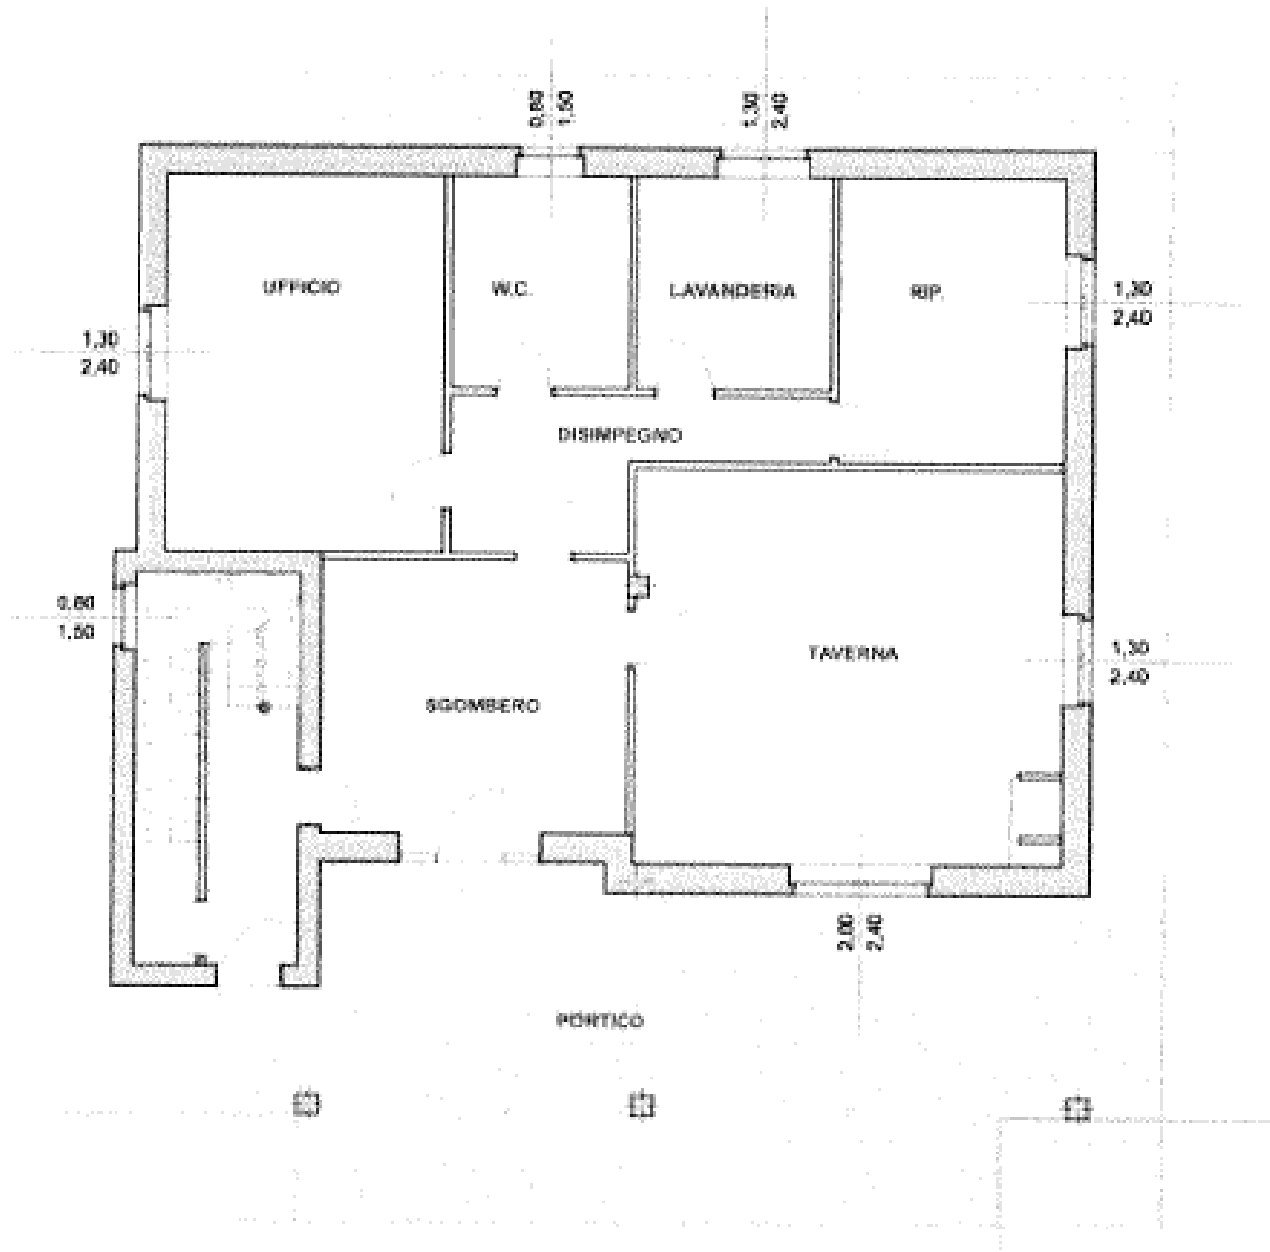 0,80
1,50
1,30
2,40
UFFICIO
W.C.
LAVANDERIA
RIP.
1,30
2,40
1,30
2,40
DISIMPEGNO
0,80
1,50
TAVERNA
1,30
2,40
SGOMBERO
2,00
2,40
PORTICO